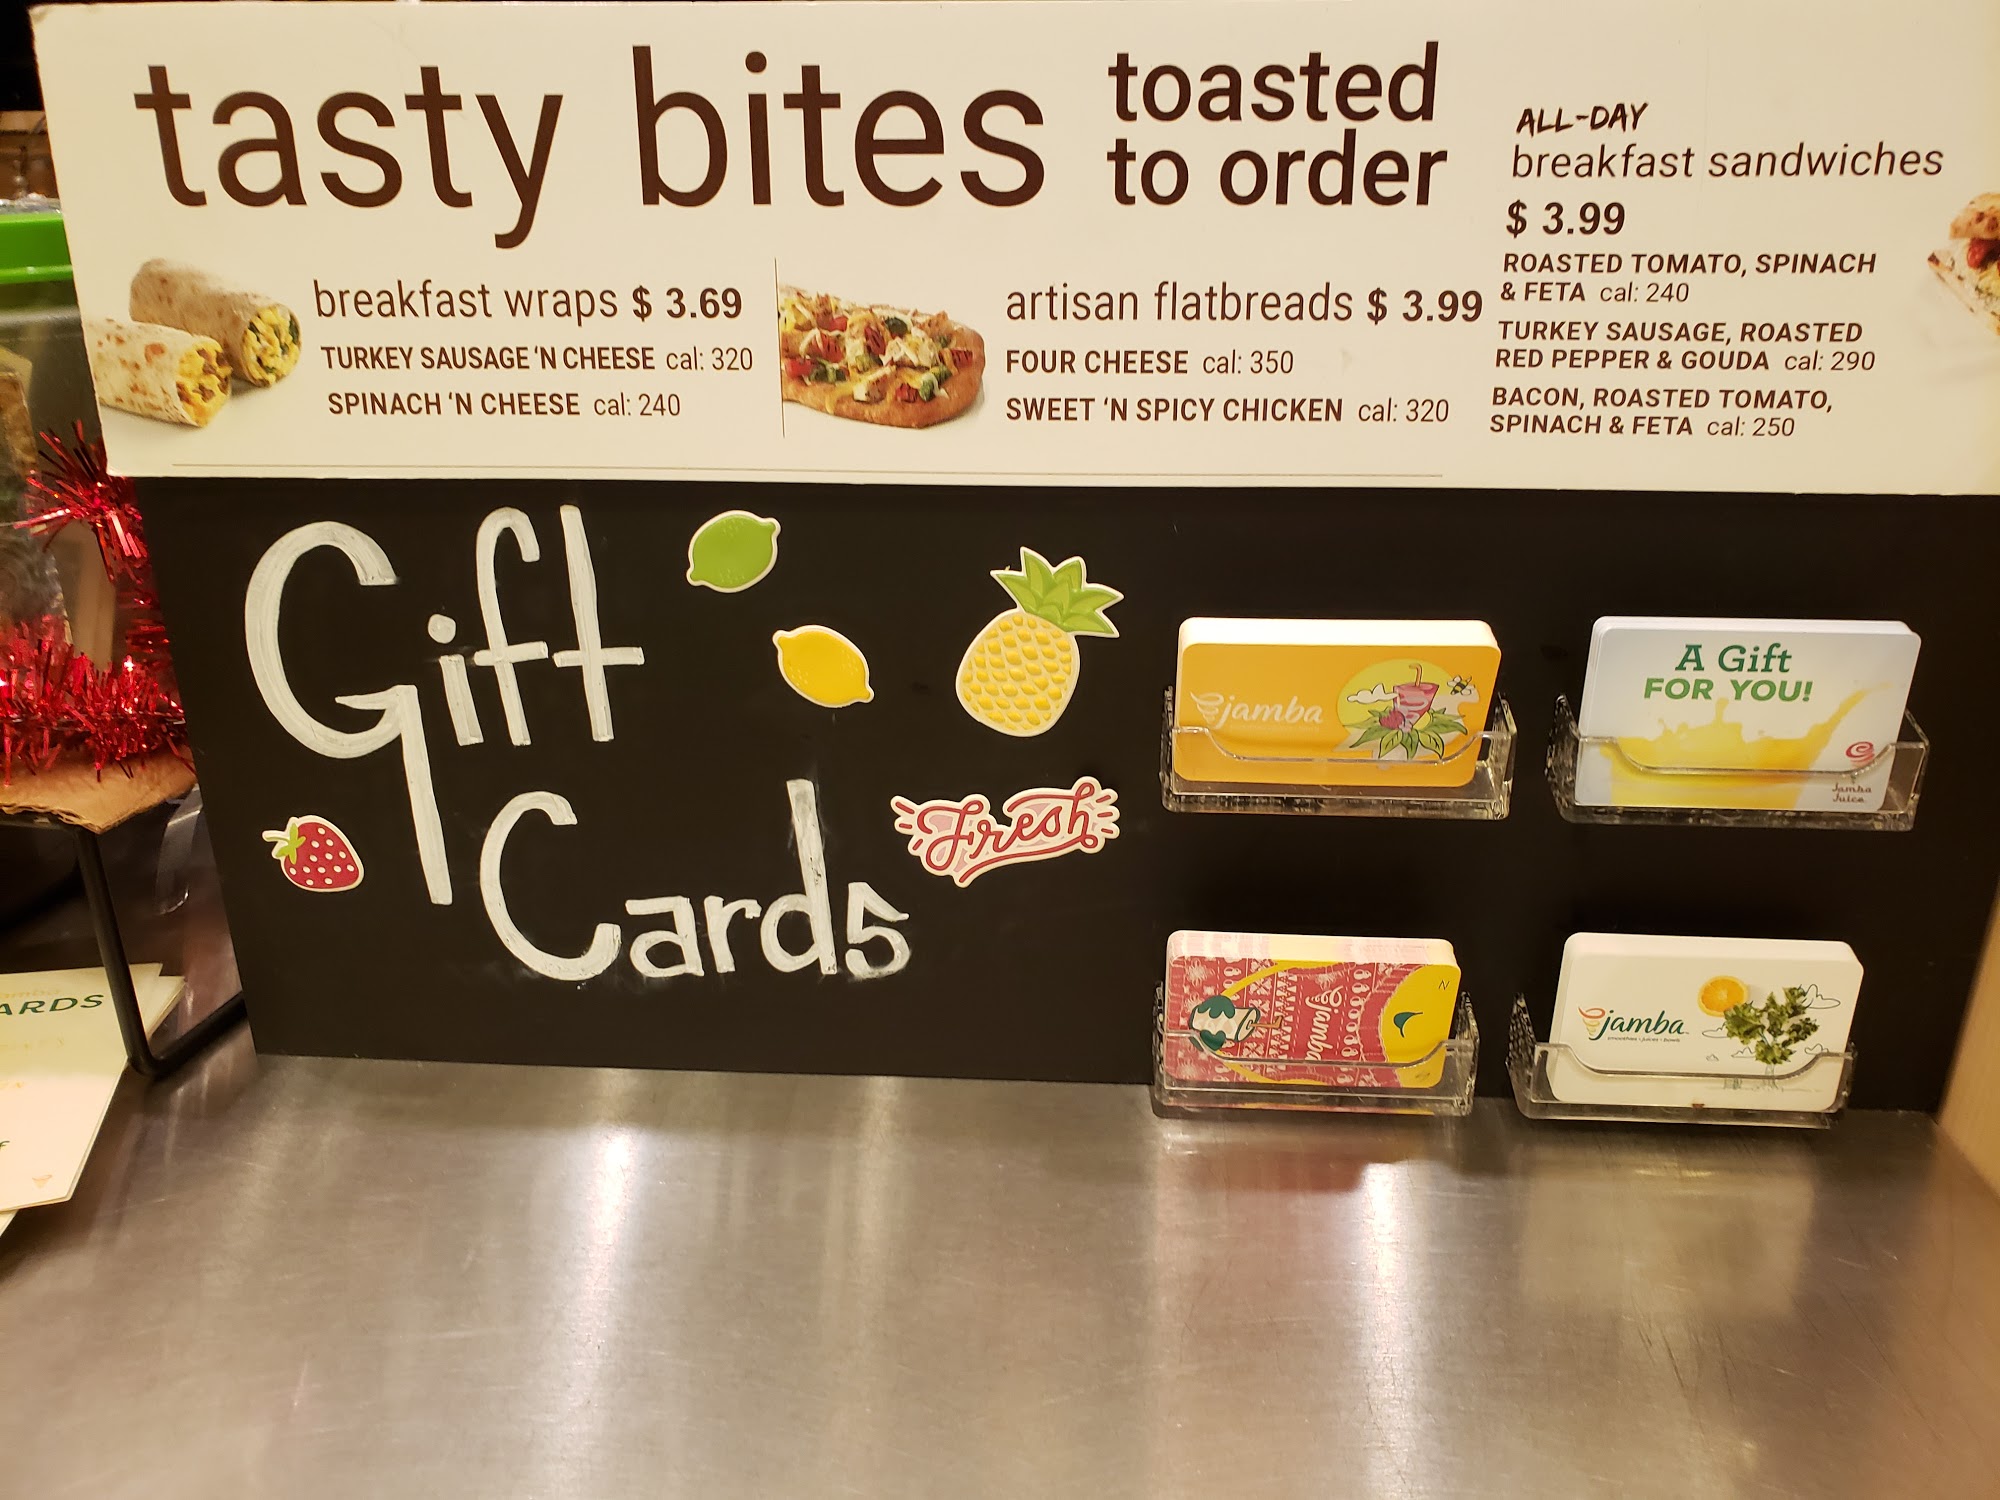 tasty bites
toasted
to order
breakfast wraps $ 3.69
TURKEY SAUSAGE 'N CHEESE cal: 320
SPINACH 'N CHEESE cal: 240
artisan flatbreads $ 3.99
FOUR CHEESE cal: 350
SWEET 'N SPICY CHICKEN cal: 320
ALL-DAY
breakfast sandwiches
$ 3.99
ROASTED TOMATO, SPINACH
& FETA cal: 240
TURKEY SAUSAGE, ROASTED
RED PEPPER & GOUDA cal: 290
BACON, ROASTED TOMATO,
SPINACH & FETA cal: 250
Gift
Cards
Fresh
jamba
A Gift
FOR YOU!
Jamba
Juice
jamba
jamba
smoothies • juices • bowls
ARDS